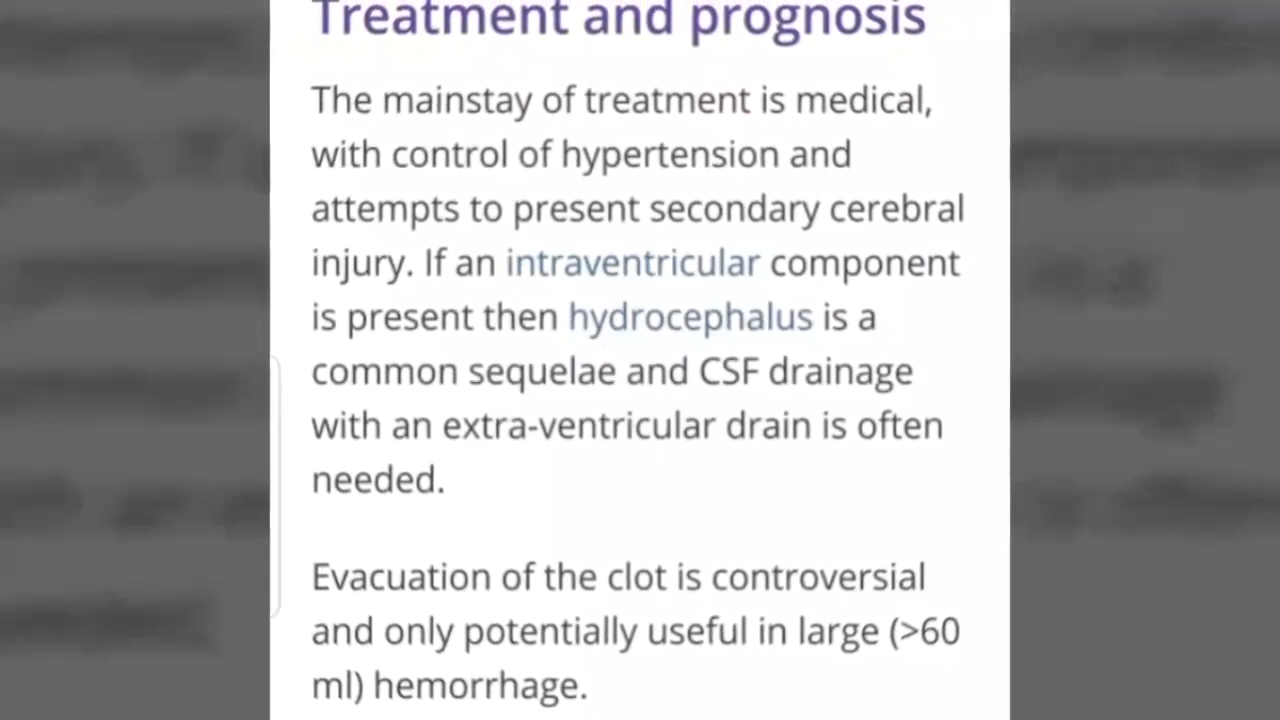 Treatment and prognosis
The mainstay of treatment is medical,
with control of hypertension and
attempts to present secondary cerebral
injury. If an intraventricular component
is present then hydrocephalus is a
common sequelae and CSF drainage
with an extra-ventricular drain is often
needed.
Evacuation of the clot is controversial
and only potentially useful in large (>60
ml) hemorrhage.